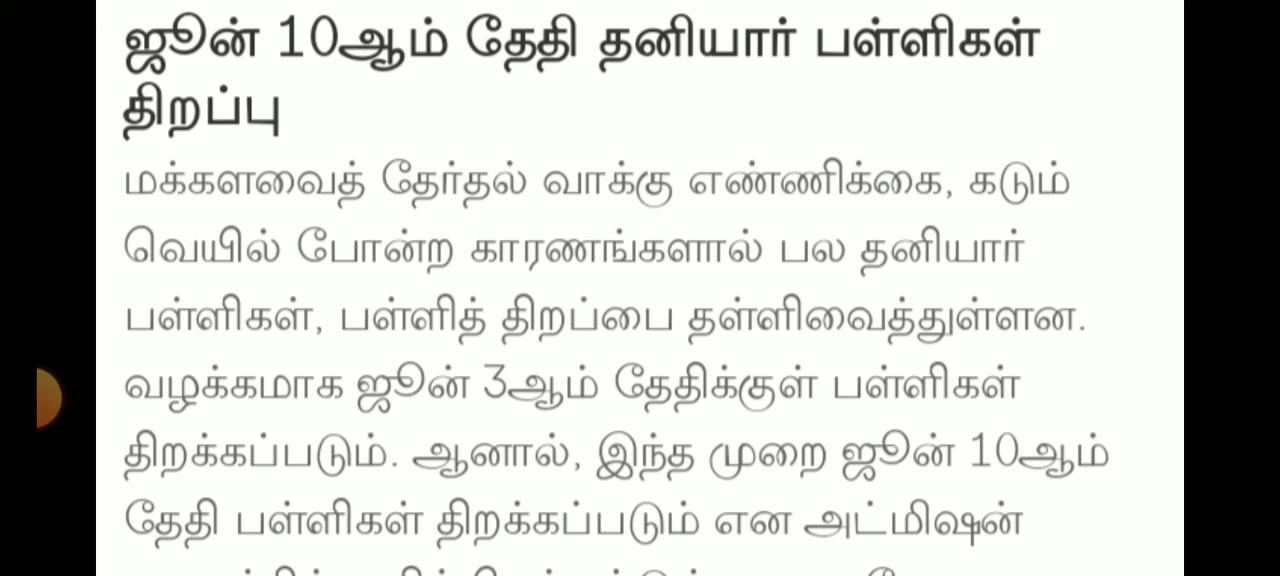 ஜூன் 10ஆம் தேதி தனியார் பள்ளிகள்
திறப்பு
மக்களவைத் தேர்தல் வாக்கு எண்ணிக்கை, கடும்
வெயில் போன்ற காரணங்களால் பல தனியார்
பள்ளிகள், பள்ளித் திறப்பை தள்ளிவைத்துள்ளன.
வழக்கமாக ஜூன் 3ஆம் தேதிக்குள் பள்ளிகள்
திறக்கப்படும். ஆனால், இந்த முறை ஜூன் 10ஆம்
தேதி பள்ளிகள் திறக்கப்படும் என அட்மிஷன்